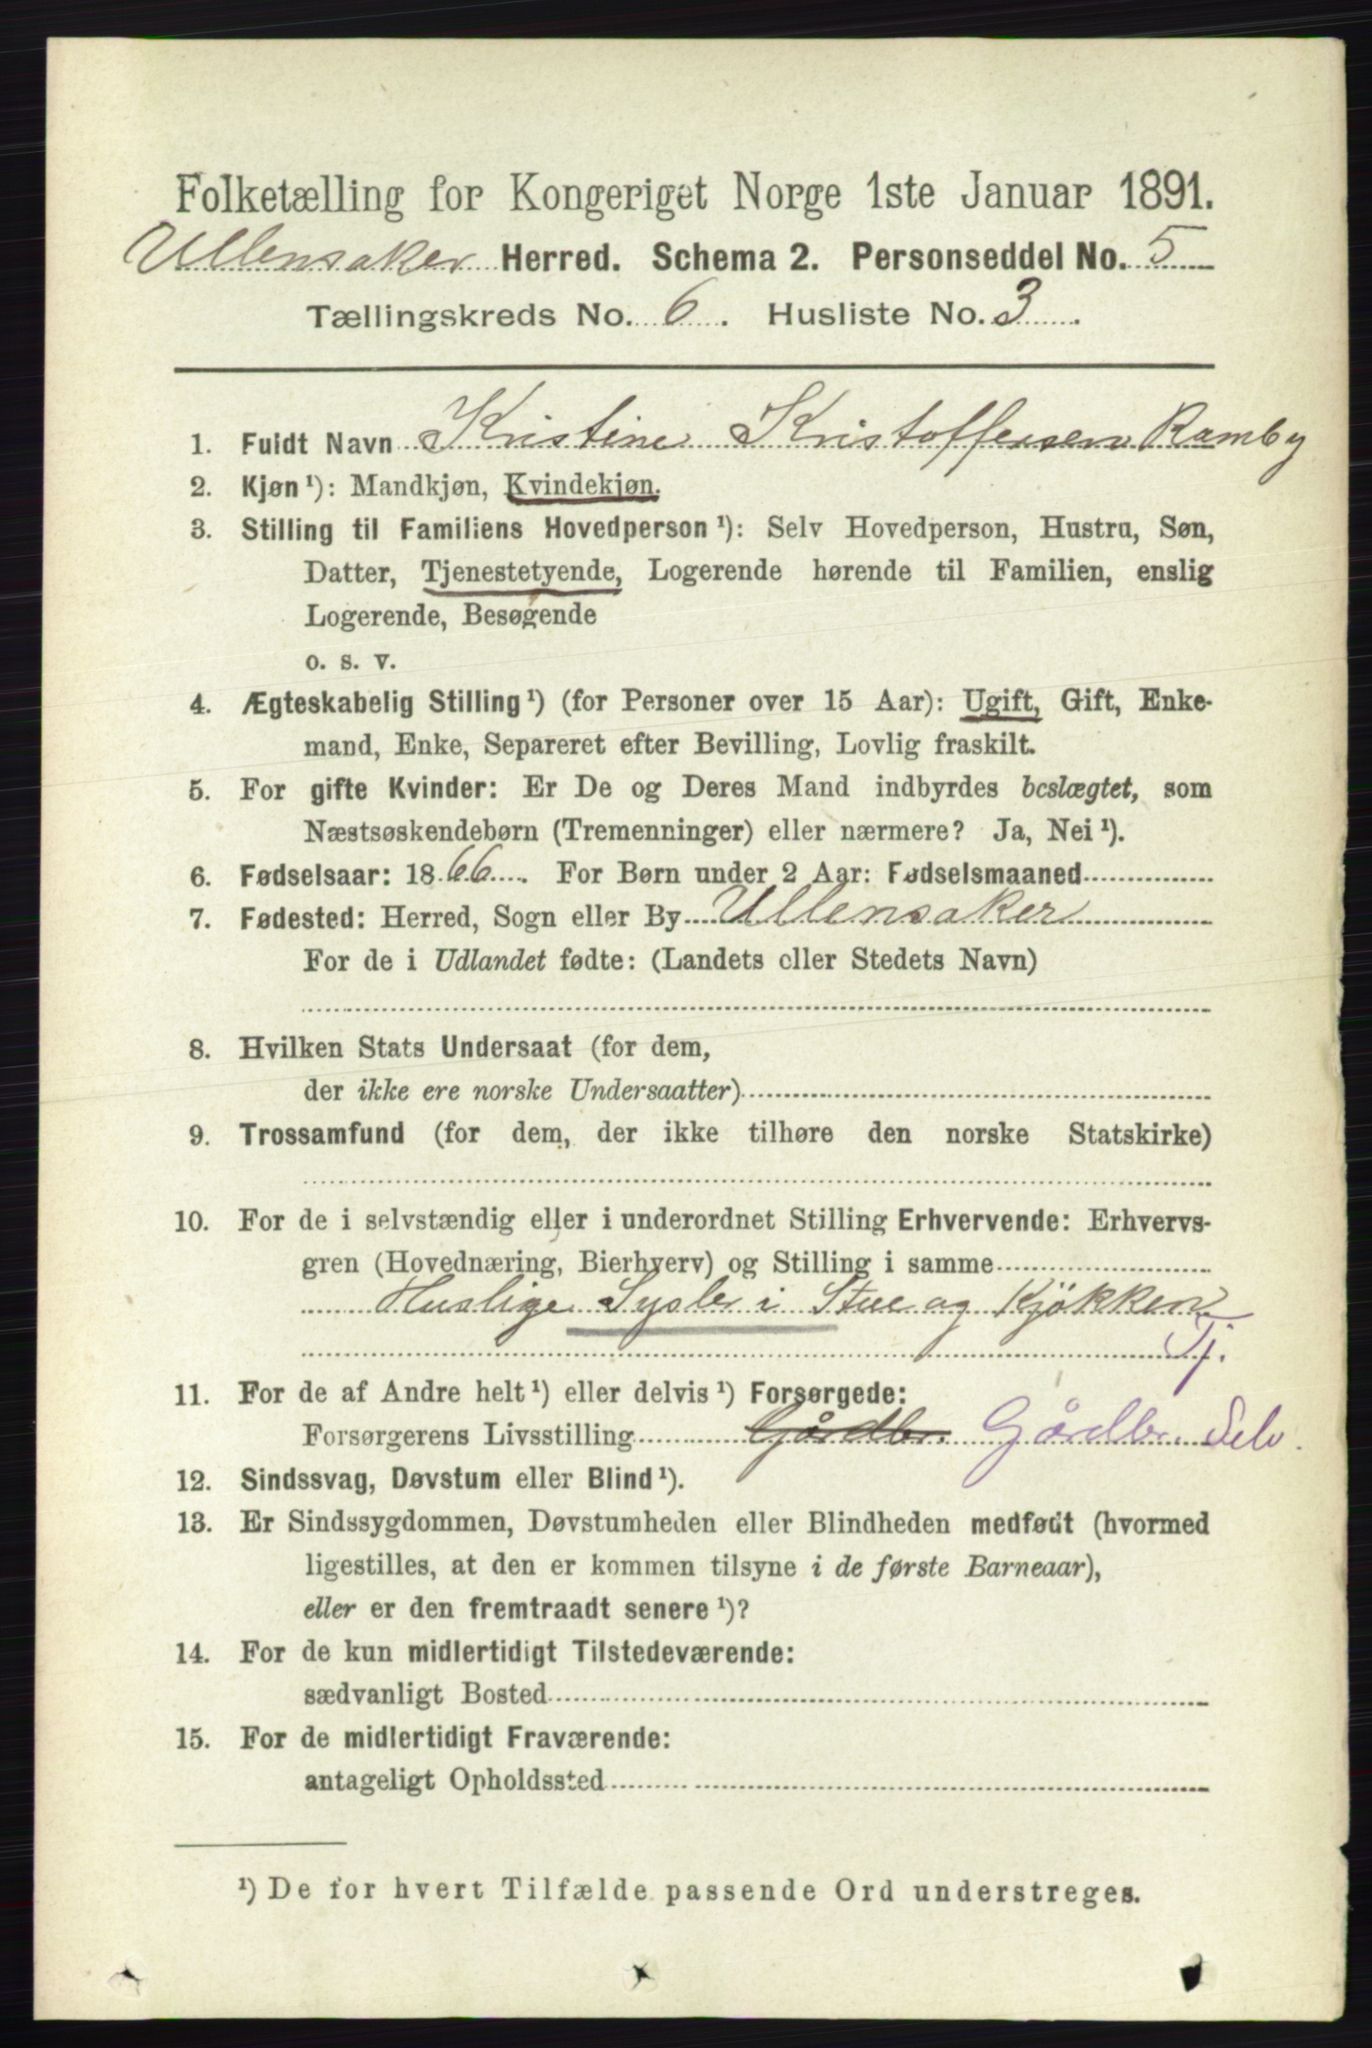 Folketælling for Kongeriget Norge 1ste Januar 1891.
Ullensaker Herred. Schema 2. Personseddel No. 5
Tællingskreds No. 6. Husliste No. 3.
1. Fuldt Navn Kristine Kristoffersen Ramby
2. Kjøn ¹): Mandkjøn, Kvindekjøn.
3. Stilling til Familiens Hovedperson ¹): Selv Hovedperson, Hustru, Søn,
Datter, Tjenestetyende, Logerende hørende til Familien, enslig
Logerende, Besøgende
o. s. v.
4. Ægteskabelig Stilling ¹) (for Personer over 15 Aar): Ugift, Gift, Enke-
mand, Enke, Separeret efter Bevilling, Lovlig fraskilt.
5. For gifte Kvinder: Er De og Deres Mand indbyrdes beslægtet, som
Næstsøskendebørn (Tremenninger) eller nærmere? Ja, Nei ¹).
6. Fødselsaar: 1866. For Børn under 2 Aar: Fødselsmaaned
7. Fødested: Herred, Sogn eller By Ullensaker
For de i Udlandet fødte: (Landets eller Stedets Navn)
8. Hvilken Stats Undersaat (for dem,
der ikke ere norske Undersaatter)
9. Trossamfund (for dem, der ikke tilhøre den norske Statskirke)
10. For de i selvstændig eller i underordnet Stilling Erhvervende: Erhvervs-
gren (Hovednæring, Bierhverv) og Stilling i samme
Huslige Sysler i Stue og Kjökken
Tj.
11. For de af Andre helt ¹) eller delvis ¹) Forsørgede:
Forsørgerens Livsstilling Gårdbr. Gårdbr. Selv.
12. Sindssvag, Døvstum eller Blind ¹).
13. Er Sindssygdommen, Døvstumheden eller Blindheden medfødt (hvormed
ligestilles, at den er kommen tilsyne i de første Barneaar),
eller er den fremtraadt senere ¹)?
14. For de kun midlertidigt Tilstedeværende:
sædvanligt Bosted
15. For de midlertidigt Fraværende:
antageligt Opholdssted
¹) De for hvert Tilfælde passende Ord understreges.